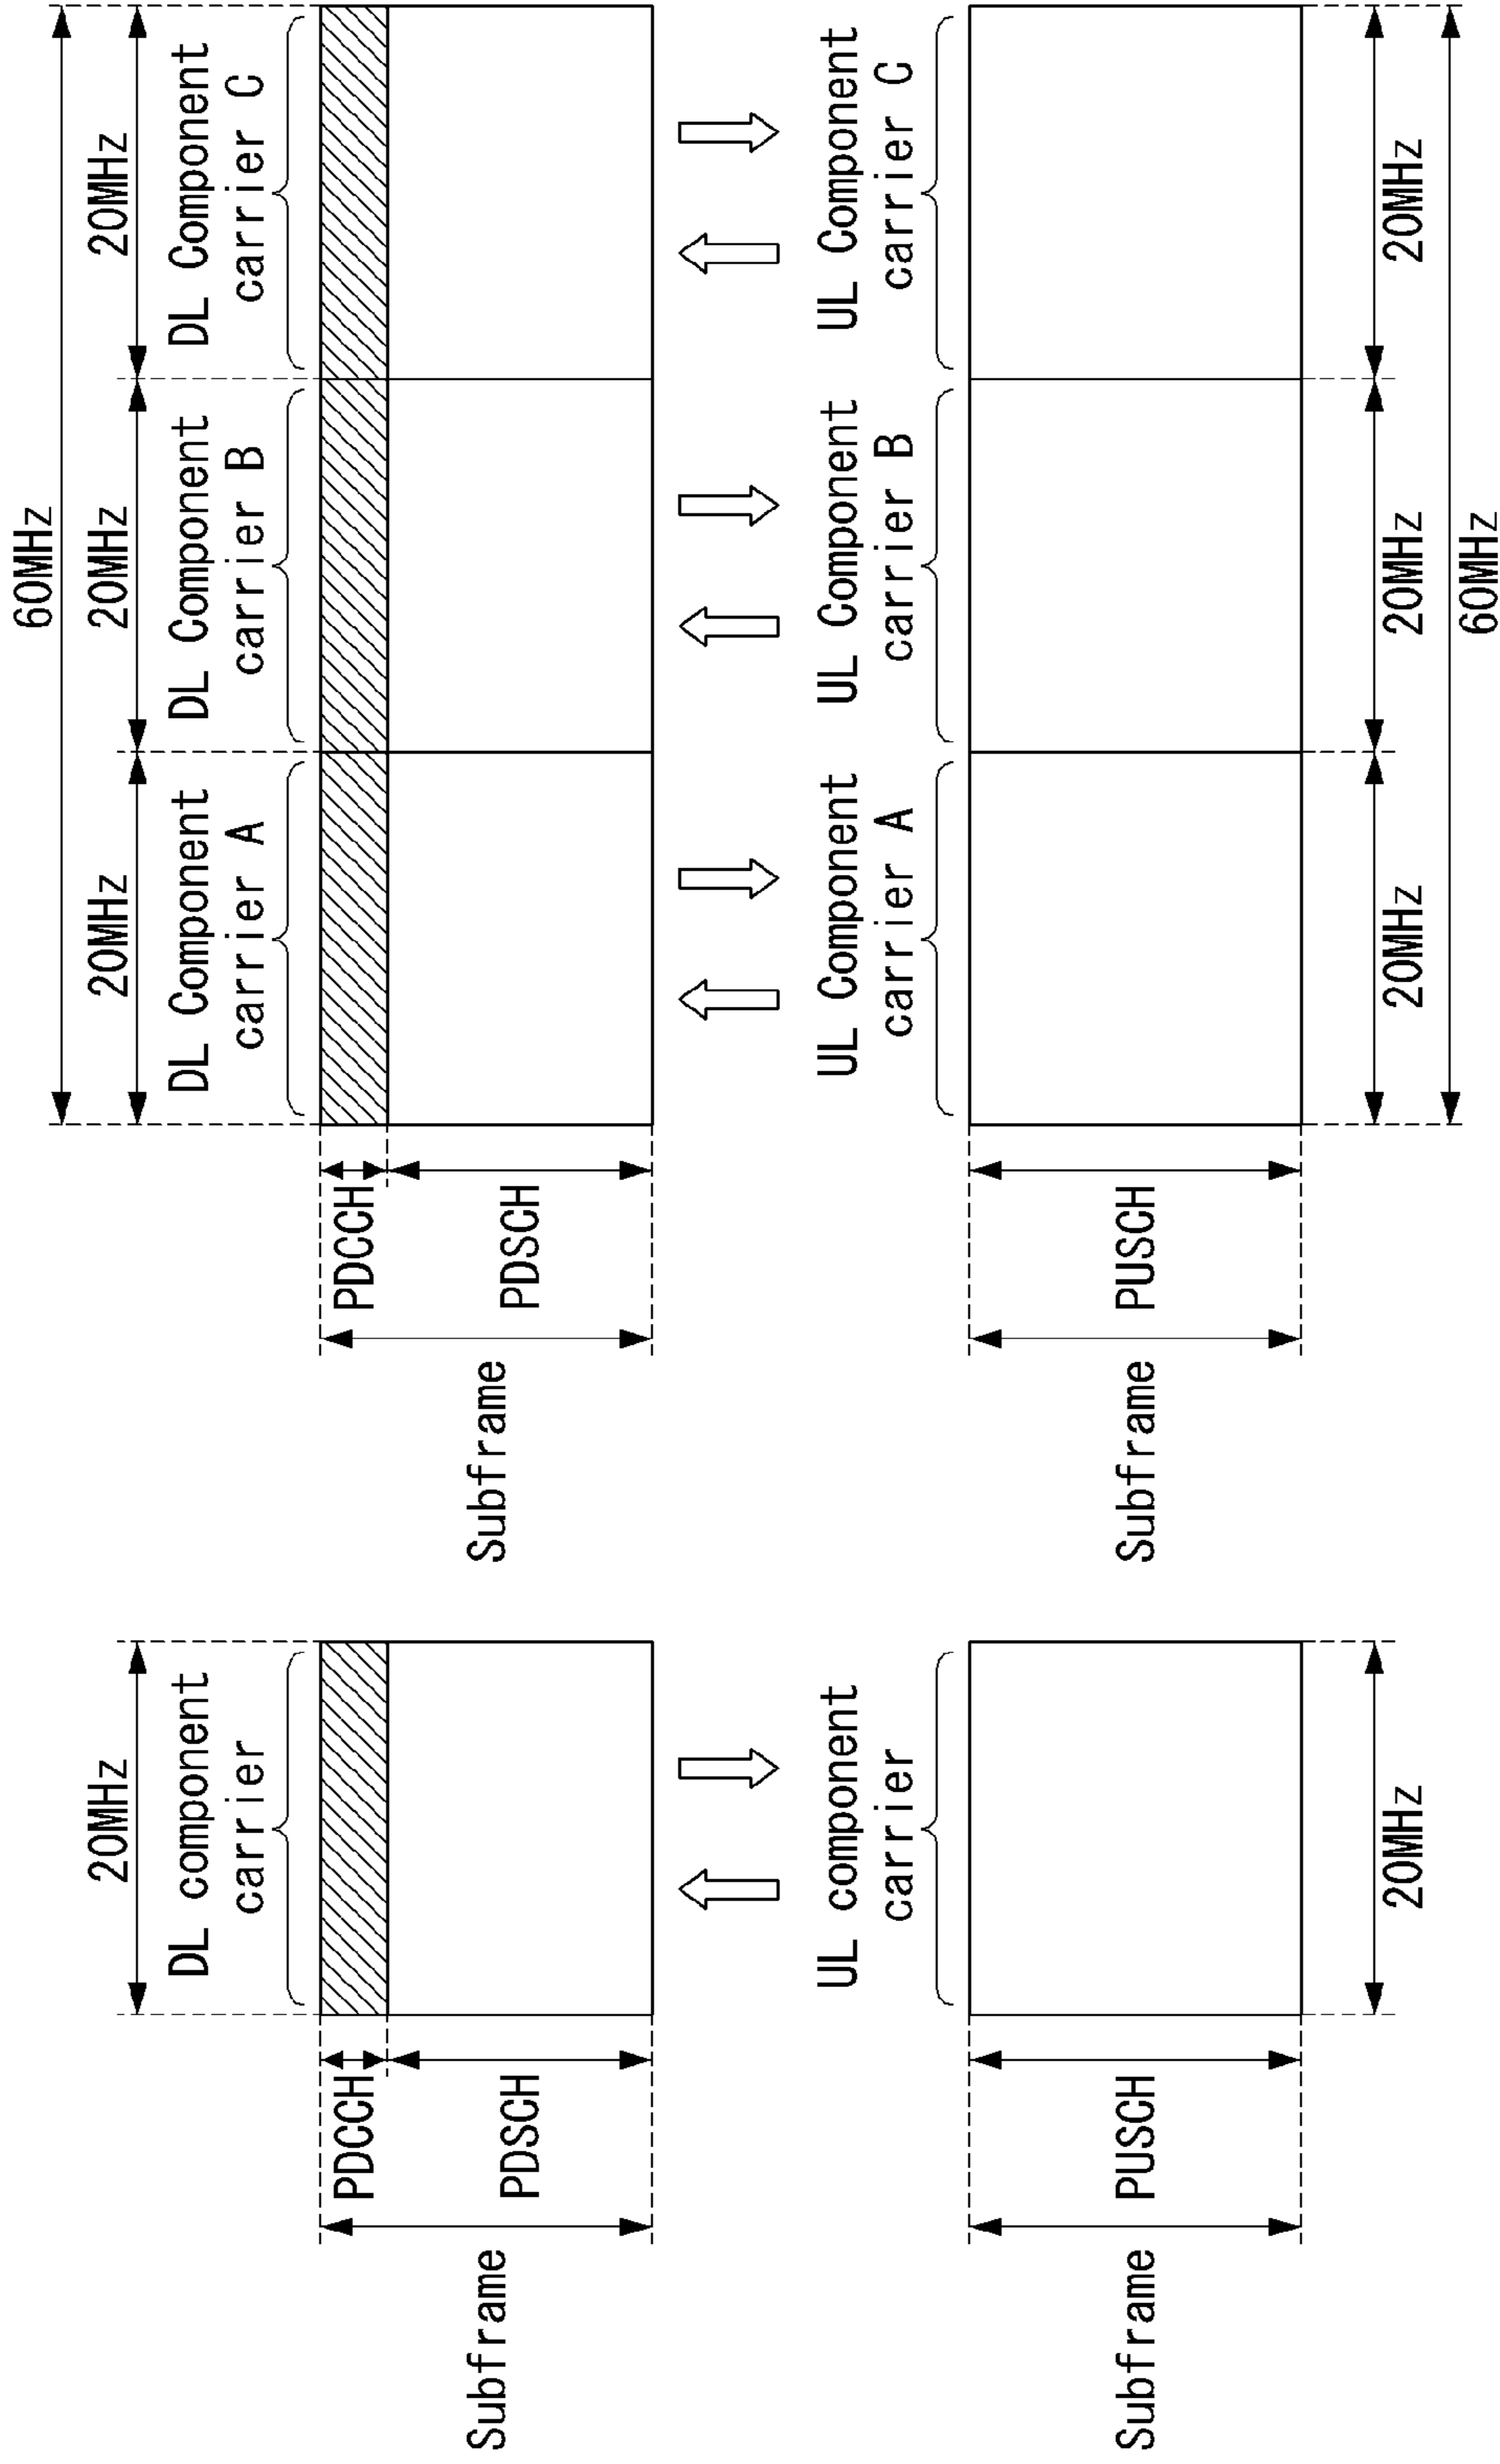 20MHz
DL component
carrier
PDCCH
PDSCH
Subframe
UL component
carrier
PUSCH
Subframe
20MHz
60MHz
20MHz
20MHz
20MHz
DL Component
carrier A
DL Component
carrier B
DL Component
carrier C
PDCCH
PDSCH
Subframe
UL Component
carrier A
UL Component
carrier B
UL Component
carrier C
PUSCH
Subframe
20MHz
20MHz
20MHz
60MHz